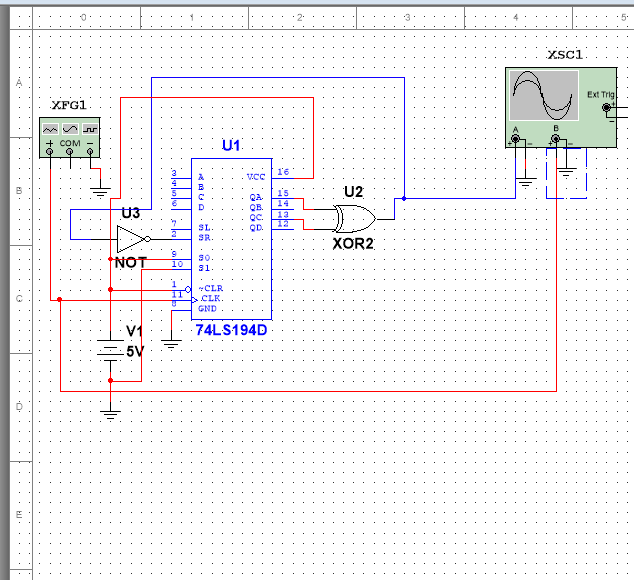 0 1 2 3 4 5
A
B
C
D
E
XFG1
+ COM −
XSC1
Ext Trig
+
−
A B
+ − + −
U1
3 A VCC 16
4 B
5 C QA 15
6 D QB 14
QC 13
7 SL QD 12
2 SR
9 S0
10 S1
1 ~CLR
11 CLK
8 GND
74LS194D
U2
XOR2
U3
NOT
V1
5V